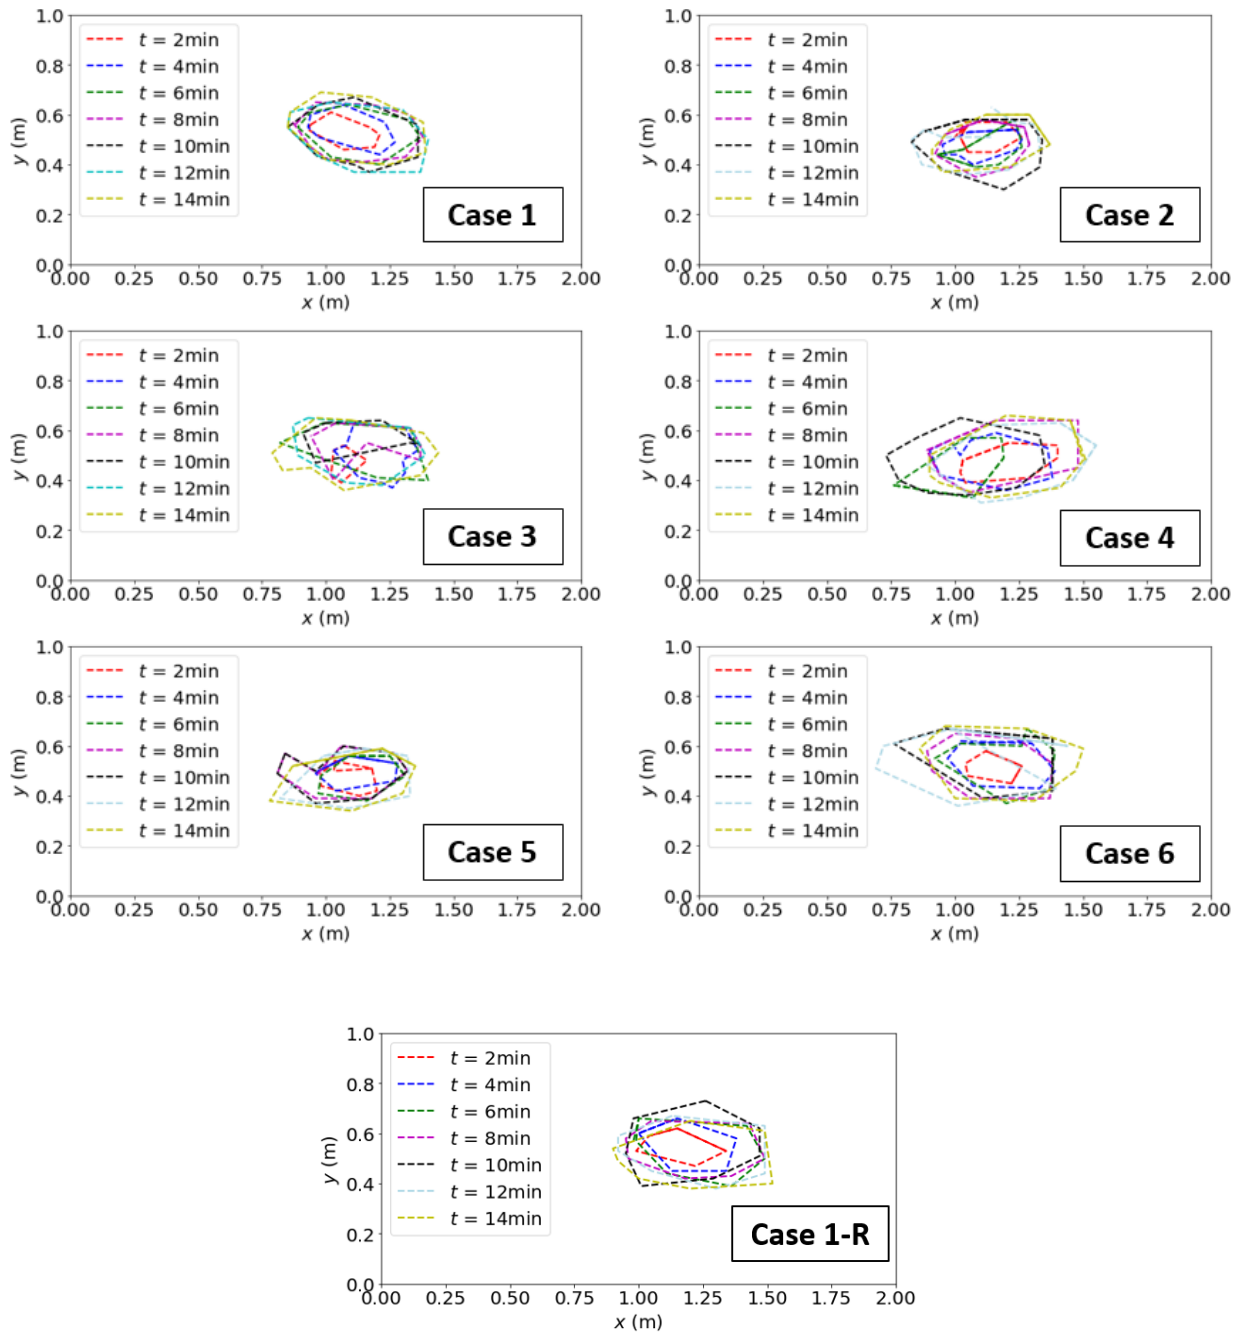 1.0
0.8
0.6
0.4
0.2
0.0
y (m)
t = 2min
t = 4min
t = 6min
t = 8min
t = 10min
t = 12min
t = 14min
Case 1
0.00 0.25 0.50 0.75 1.00 1.25 1.50 1.75 2.00
x (m)
1.0
0.8
0.6
0.4
0.2
0.0
y (m)
t = 2min
t = 4min
t = 6min
t = 8min
t = 10min
t = 12min
t = 14min
Case 2
0.00 0.25 0.50 0.75 1.00 1.25 1.50 1.75 2.00
x (m)
1.0
0.8
0.6
0.4
0.2
0.0
y (m)
t = 2min
t = 4min
t = 6min
t = 8min
t = 10min
t = 12min
t = 14min
Case 3
0.00 0.25 0.50 0.75 1.00 1.25 1.50 1.75 2.00
x (m)
1.0
0.8
0.6
0.4
0.2
0.0
y (m)
t = 2min
t = 4min
t = 6min
t = 8min
t = 10min
t = 12min
t = 14min
Case 4
0.00 0.25 0.50 0.75 1.00 1.25 1.50 1.75 2.00
x (m)
1.0
0.8
0.6
0.4
0.2
0.0
y (m)
t = 2min
t = 4min
t = 6min
t = 8min
t = 10min
t = 12min
t = 14min
Case 5
0.00 0.25 0.50 0.75 1.00 1.25 1.50 1.75 2.00
x (m)
1.0
0.8
0.6
0.4
0.2
0.0
y (m)
t = 2min
t = 4min
t = 6min
t = 8min
t = 10min
t = 12min
t = 14min
Case 6
0.00 0.25 0.50 0.75 1.00 1.25 1.50 1.75 2.00
x (m)
1.0
0.8
0.6
0.4
0.2
0.0
y (m)
t = 2min
t = 4min
t = 6min
t = 8min
t = 10min
t = 12min
t = 14min
Case 1-R
0.00 0.25 0.50 0.75 1.00 1.25 1.50 1.75 2.00
x (m)